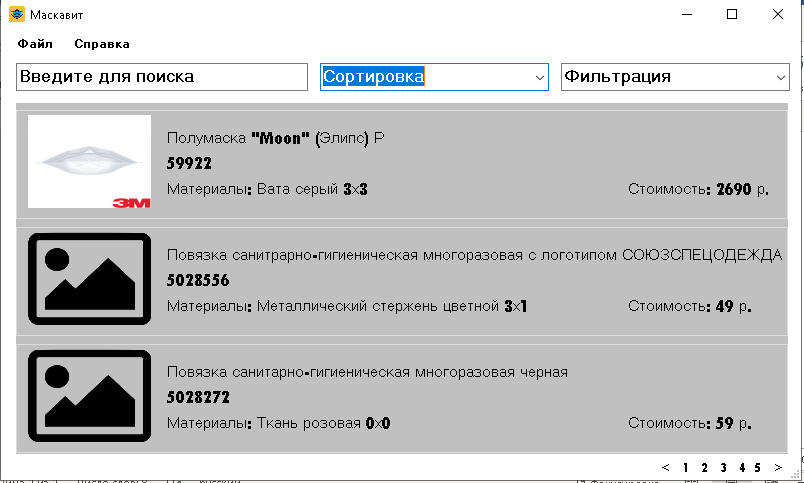 Маскавит
Файл Справка
Введите для поиска Сортировка Фильтрация
Полумаска "Moon" (Элипс) Р
59922
Материалы: Вата серый 3x3 Стоимость: 2690 р.
3M
Повязка санитрарно-гигиеническая многоразовая с логотипом СОЮЗСПЕЦОДЕЖДА
5028556
Материалы: Металлический стержень цветной 3x1 Стоимость: 49 р.
Повязка санитарно-гигиеническая многоразовая черная
5028272
Материалы: Ткань розовая 0x0 Стоимость: 59 р.
< 1 2 3 4 5 >